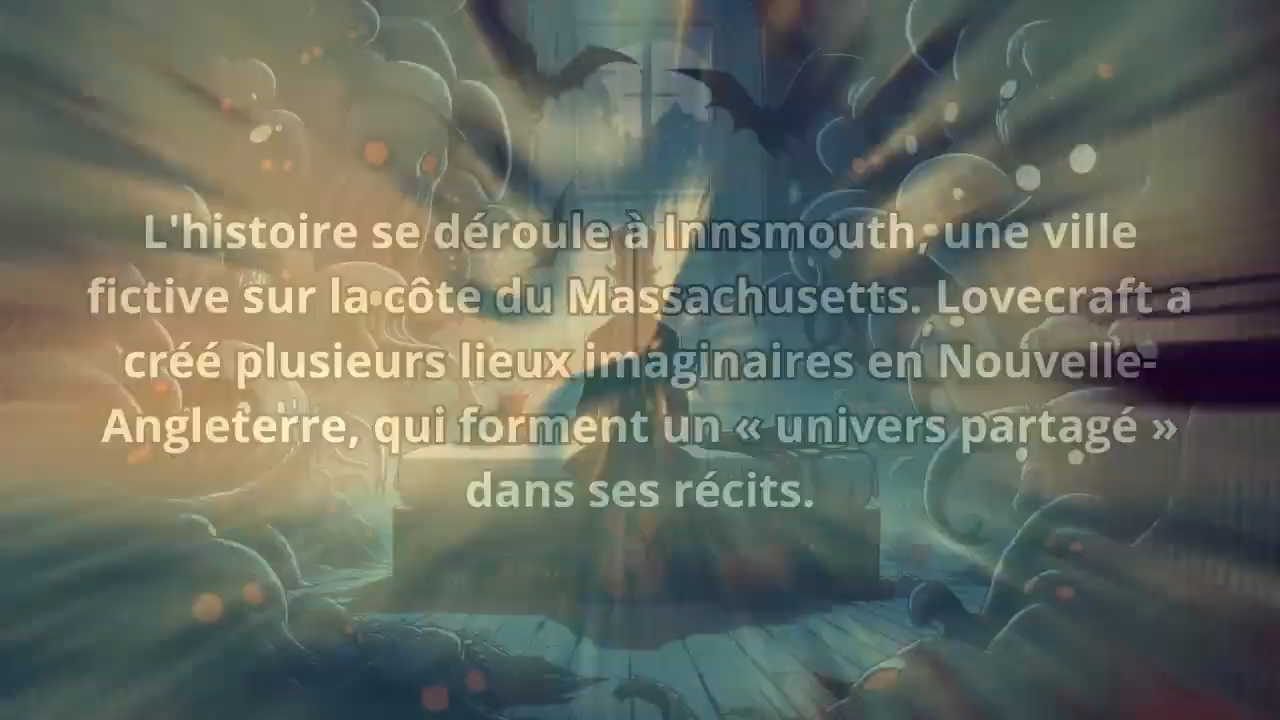 L'histoire se déroule à Innsmouth, une ville
fictive sur la côte du Massachusetts. Lovecraft a
créé plusieurs lieux imaginaires en Nouvelle-
Angleterre, qui forment un « univers partagé »
dans ses récits.